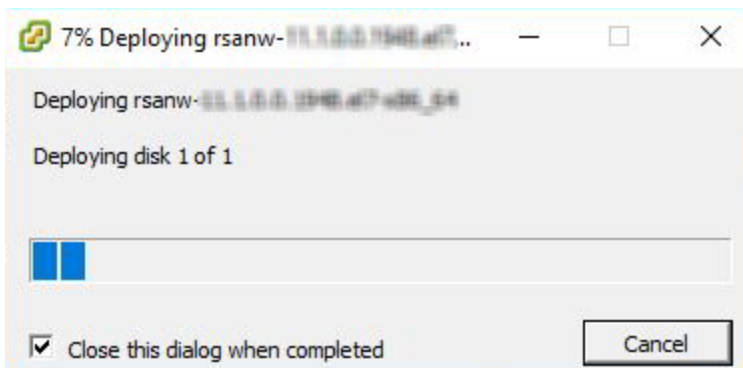 7% Deploying rsanw-
Deploying rsanw-
Deploying disk 1 of 1
Close this dialog when completed
Cancel